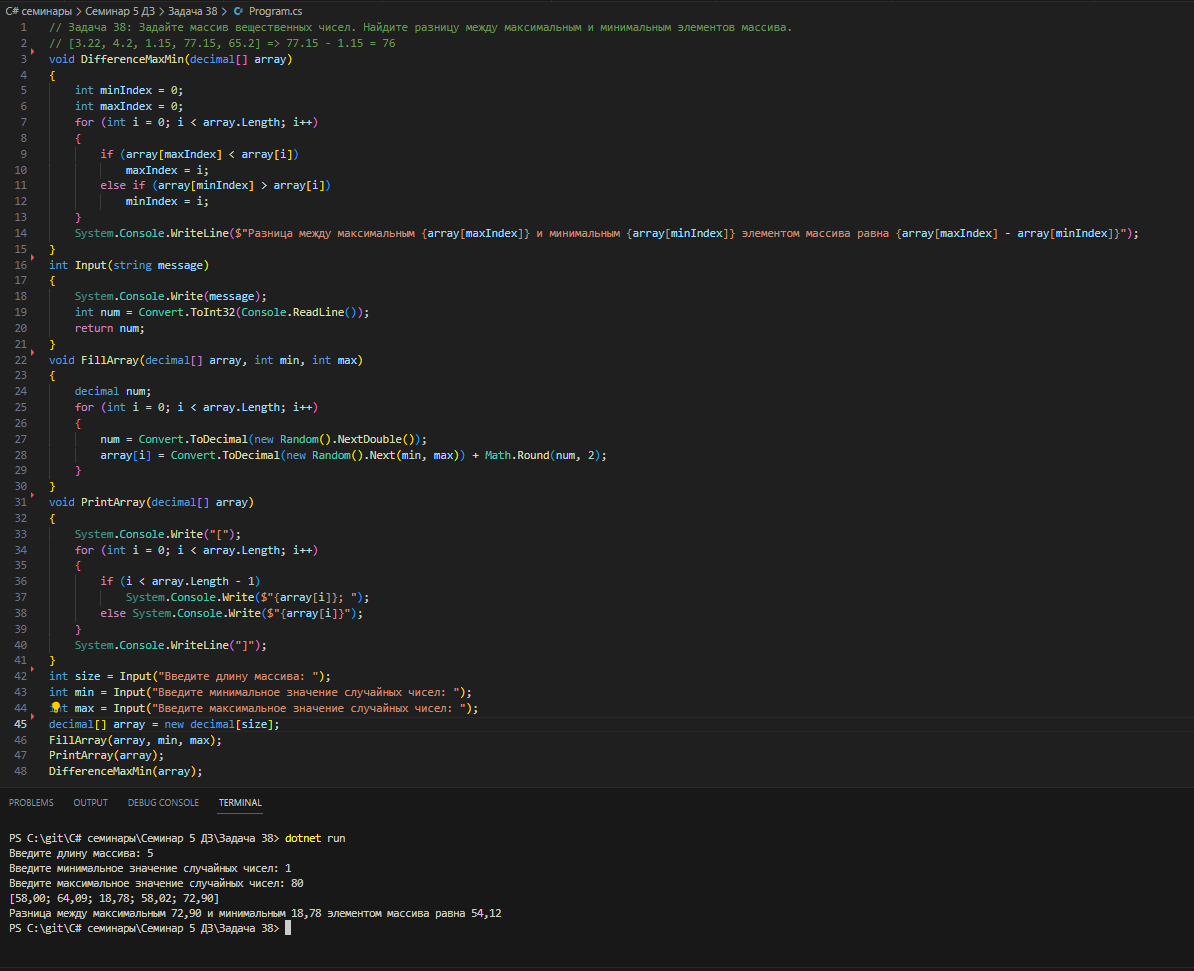 C# семинары > Семинар 5 ДЗ > Задача 38 > Program.cs
1 // Задача 38: Задайте массив вещественных чисел. Найдите разницу между максимальным и минимальным элементов массива.
2 // [3.22, 4.2, 1.15, 77.15, 65.2] => 77.15 - 1.15 = 76
3 void DifferenceMaxMin(decimal[] array)
4 {
5     int minIndex = 0;
6     int maxIndex = 0;
7     for (int i = 0; i < array.Length; i++)
8     {
9         if (array[maxIndex] < array[i])
10             maxIndex = i;
11         else if (array[minIndex] > array[i])
12             minIndex = i;
13     }
14     System.Console.WriteLine($"Разница между максимальным {array[maxIndex]} и минимальным {array[minIndex]} элементом массива равна {array[maxIndex] - array[minIndex]}");
15 }
16 int Input(string message)
17 {
18     System.Console.Write(message);
19     int num = Convert.ToInt32(Console.ReadLine());
20     return num;
21 }
22 void FillArray(decimal[] array, int min, int max)
23 {
24     decimal num;
25     for (int i = 0; i < array.Length; i++)
26     {
27         num = Convert.ToDecimal(new Random().NextDouble());
28         array[i] = Convert.ToDecimal(new Random().Next(min, max)) + Math.Round(num, 2);
29     }
30 }
31 void PrintArray(decimal[] array)
32 {
33     System.Console.Write("[");
34     for (int i = 0; i < array.Length; i++)
35     {
36         if (i < array.Length - 1)
37             System.Console.Write($"{array[i]}; ");
38         else System.Console.Write($"{array[i]}");
39     }
40     System.Console.WriteLine("]");
41 }
42 int size = Input("Введите длину массива: ");
43 int min = Input("Введите минимальное значение случайных чисел: ");
44 int max = Input("Введите максимальное значение случайных чисел: ");
45 decimal[] array = new decimal[size];
46 FillArray(array, min, max);
47 PrintArray(array);
48 DifferenceMaxMin(array);
PROBLEMS OUTPUT DEBUG CONSOLE TERMINAL
PS C:\git\C# семинары\Семинар 5 ДЗ\Задача 38> dotnet run
Введите длину массива: 5
Введите минимальное значение случайных чисел: 1
Введите максимальное значение случайных чисел: 80
[58,00; 64,09; 18,78; 58,02; 72,90]
Разница между максимальным 72,90 и минимальным 18,78 элементом массива равна 54,12
PS C:\git\C# семинары\Семинар 5 ДЗ\Задача 38>